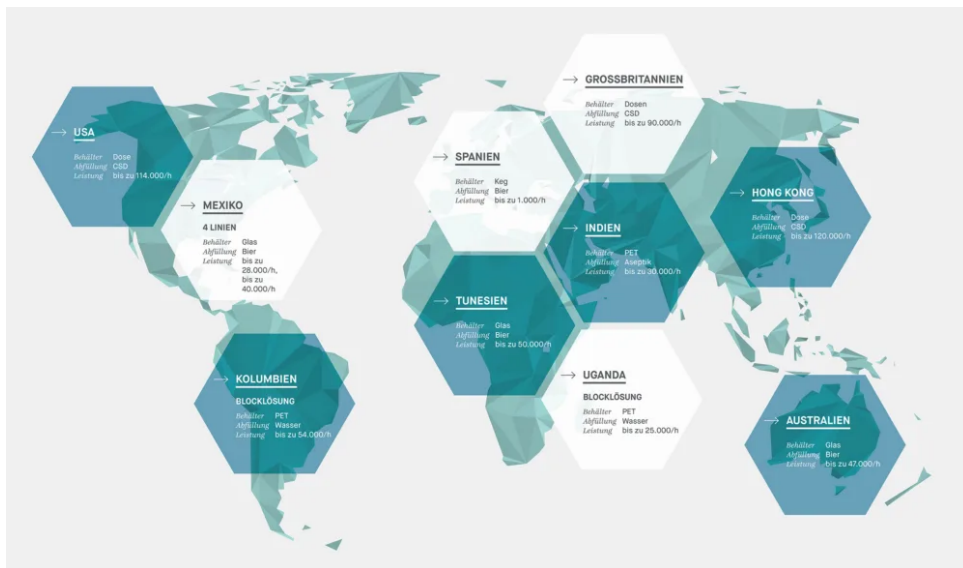 → GROSSBRITANNIEN
Behälter Dosen
Abfüllung CSD
Leistung bis zu 90.000/h
→ USA
Behälter Dose
Abfüllung CSD
Leistung bis zu 114.000/h
→ SPANIEN
Behälter Keg
Abfüllung Bier
Leistung bis zu 1.000/h
→ MEXIKO
4 LINIEN
Behälter Glas
Abfüllung Bier
Leistung bis zu
28.000/h,
bis zu
40.000/h
→ INDIEN
Behälter PET
Abfüllung Aseptik
Leistung bis zu 30.000/h
→ HONG KONG
Behälter Dose
Abfüllung CSD
Leistung bis zu 120.000/h
→ TUNESIEN
Behälter Glas
Abfüllung Bier
Leistung bis zu 50.000/h
→ KOLUMBIEN
BLOCKLÖSUNG
Behälter PET
Abfüllung Wasser
Leistung bis zu 54.000/h
→ UGANDA
BLOCKLÖSUNG
Behälter PET
Abfüllung Wasser
Leistung bis zu 25.000/h
→ AUSTRALIEN
Behälter Glas
Abfüllung Bier
Leistung bis zu 47.000/h